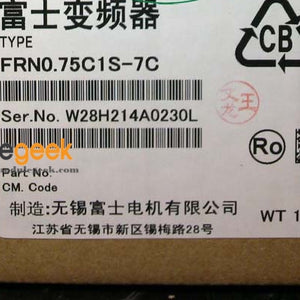 富士变频器
TYPE
FRN0.75C1S-7C
Ser.No. W28H214A0230L
egeek
Part No.
CM. Code
Ro
CB
制造:无锡富士电机有限公司
WT 1
江苏省无锡市新区锡梅路28号